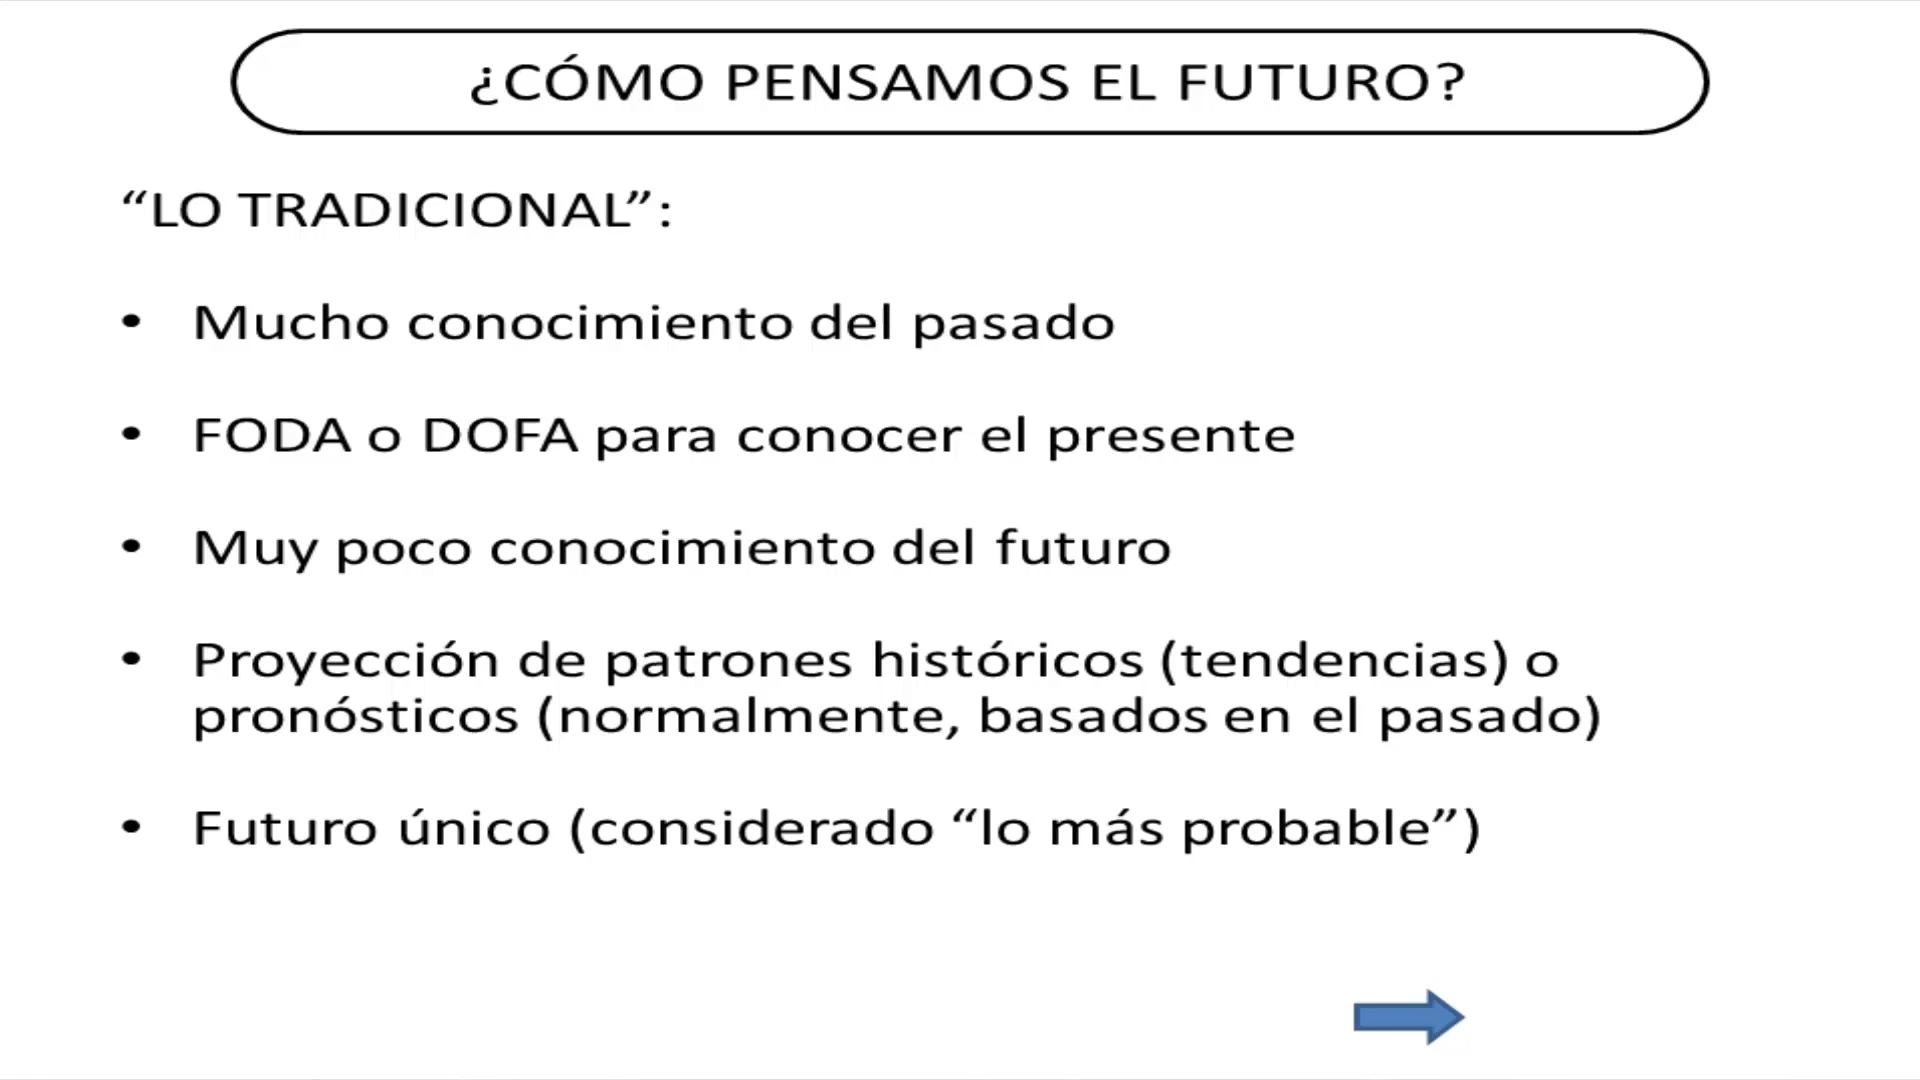 ¿CÓMO PENSAMOS EL FUTURO?
“LO TRADICIONAL”:
• Mucho conocimiento del pasado
• FODA o DOFA para conocer el presente
• Muy poco conocimiento del futuro
• Proyección de patrones históricos (tendencias) o
pronósticos (normalmente, basados en el pasado)
• Futuro único (considerado “lo más probable”)